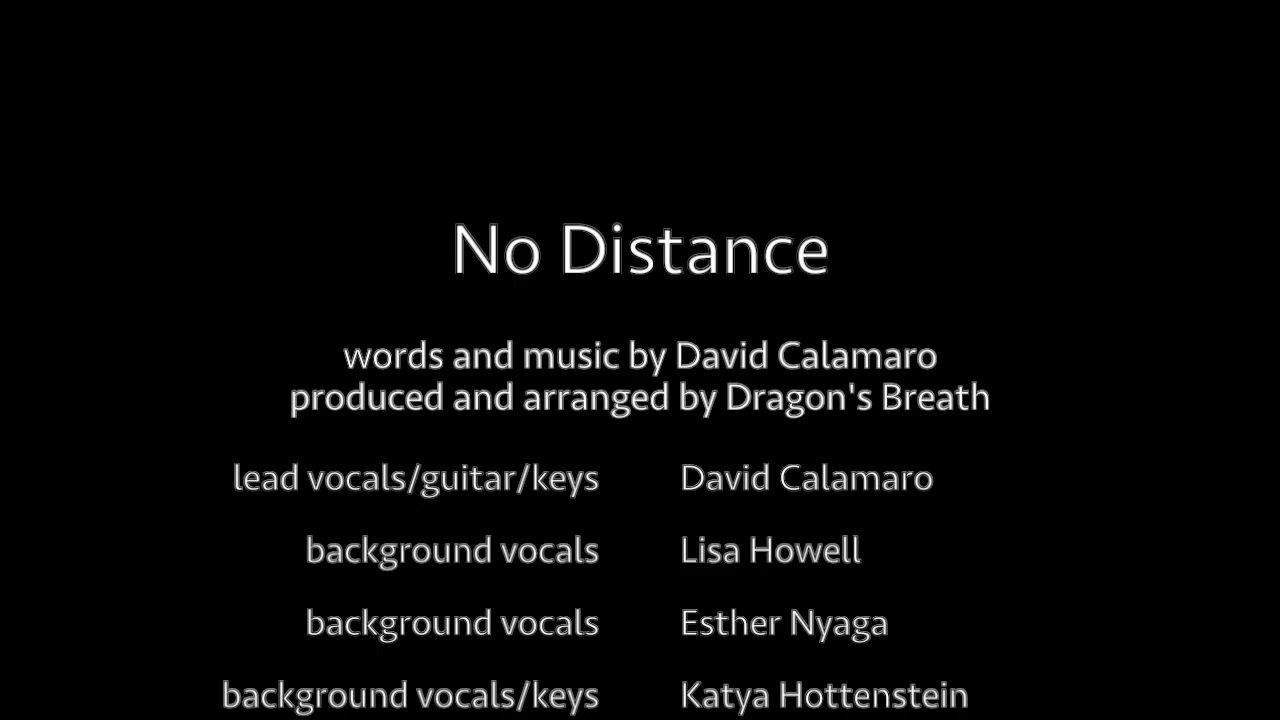 No Distance
words and music by David Calamaro
produced and arranged by Dragon's Breath
lead vocals/guitar/keys David Calamaro
background vocals Lisa Howell
background vocals Esther Nyaga
background vocals/keys Katya Hottenstein